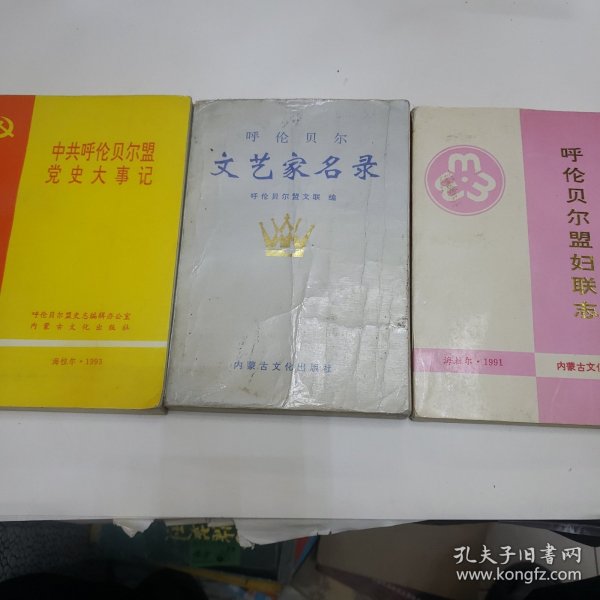 中共呼伦贝尔盟
党史大事记
呼伦贝尔盟史志编辑办公室
内蒙古文化出版社
海拉尔·1993
呼伦贝尔
文艺家名录
呼伦贝尔盟文联 编
内蒙古文化出版社
呼伦贝尔盟妇联志
海拉尔·1991
内蒙古文化
孔夫子旧书网
www.kongfz.com